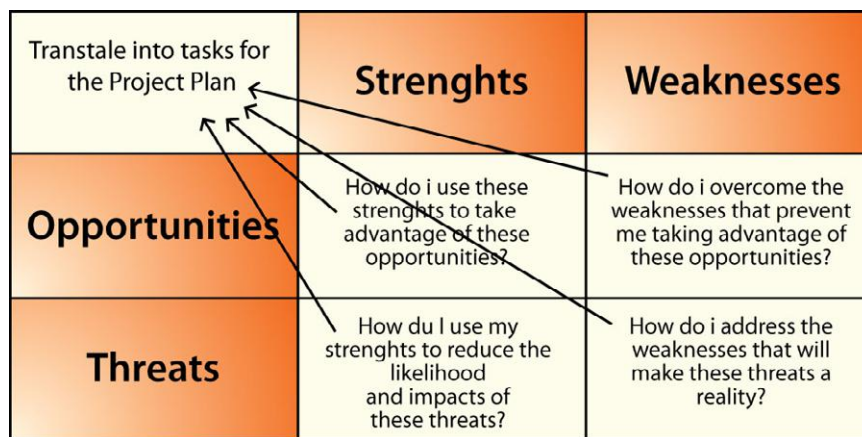 Transtale into tasks for
the Project Plan
Strenghts
Weaknesses
Opportunities
How do i use these
strenghts to take
advantage of these
opportunities?
How do i overcome the
weaknesses that prevent
me taking advantage of
these opportunities?
Threats
How du I use my
strenghts to reduce the
likelihood
and impacts of
these threats?
How do i address the
weaknesses that will
make these threats a
reality?